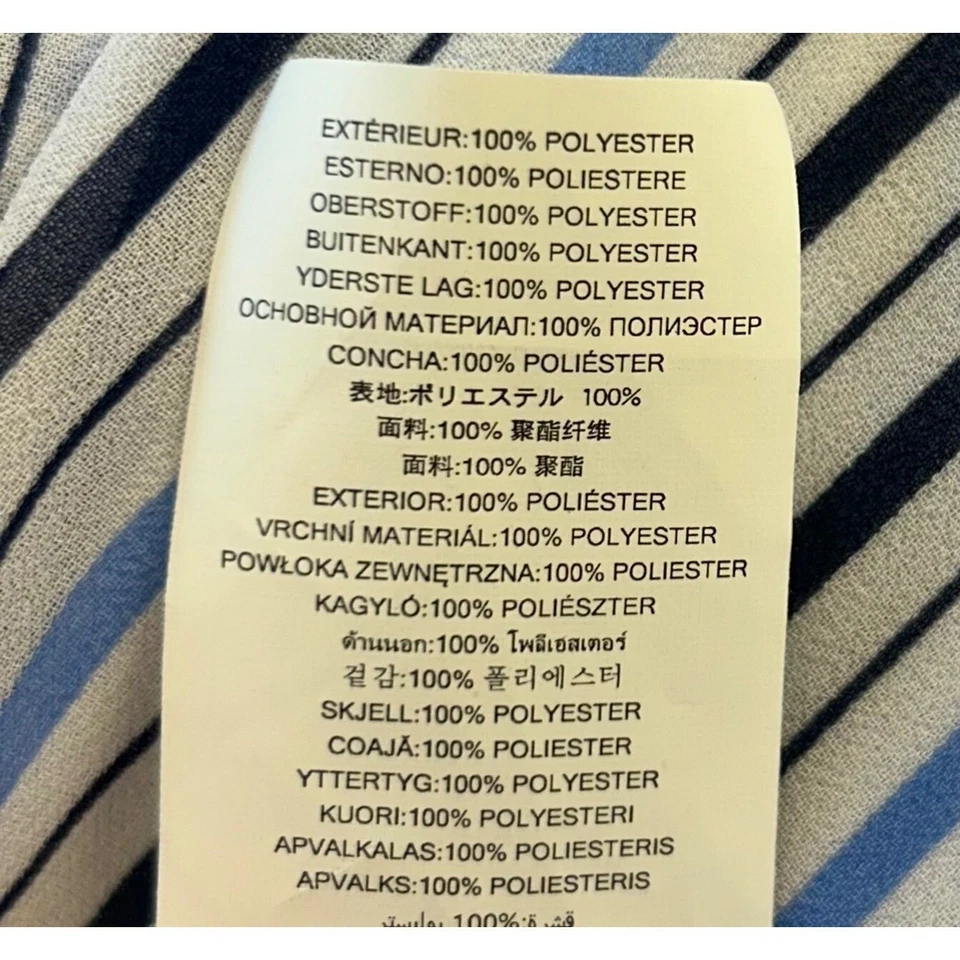 EXTÉRIEUR:100% POLYESTER
ESTERNO:100% POLIESTERE
OBERSTOFF:100% POLYESTER
BUITENKANT:100% POLYESTER
YDERSTE LAG:100% POLYESTER
ОСНОВНОЙ МАТЕРИАЛ:100% ПОЛИЭСТЕР
CONCHA:100% POLIÉSTER
表地:ポリエステル 100%
面料:100% 聚酯纤维
面料:100% 聚酯
EXTERIOR:100% POLIÉSTER
VRCHNÍ MATERIÁL:100% POLYESTER
POWŁOKA ZEWNĘTRZNA:100% POLIESTER
KAGYLÓ:100% POLIÉSZTER
ด้านนอก:100% โพลีเอสเตอร์
겉감:100% 폴리에스터
SKJELL:100% POLYESTER
COAJĂ:100% POLIESTER
YTTERTYG:100% POLYESTER
KUORI:100% POLYESTERI
APVALKALAS:100% POLIESTERIS
APVALKS:100% POLIESTERIS
قشرة:100% بوليستر